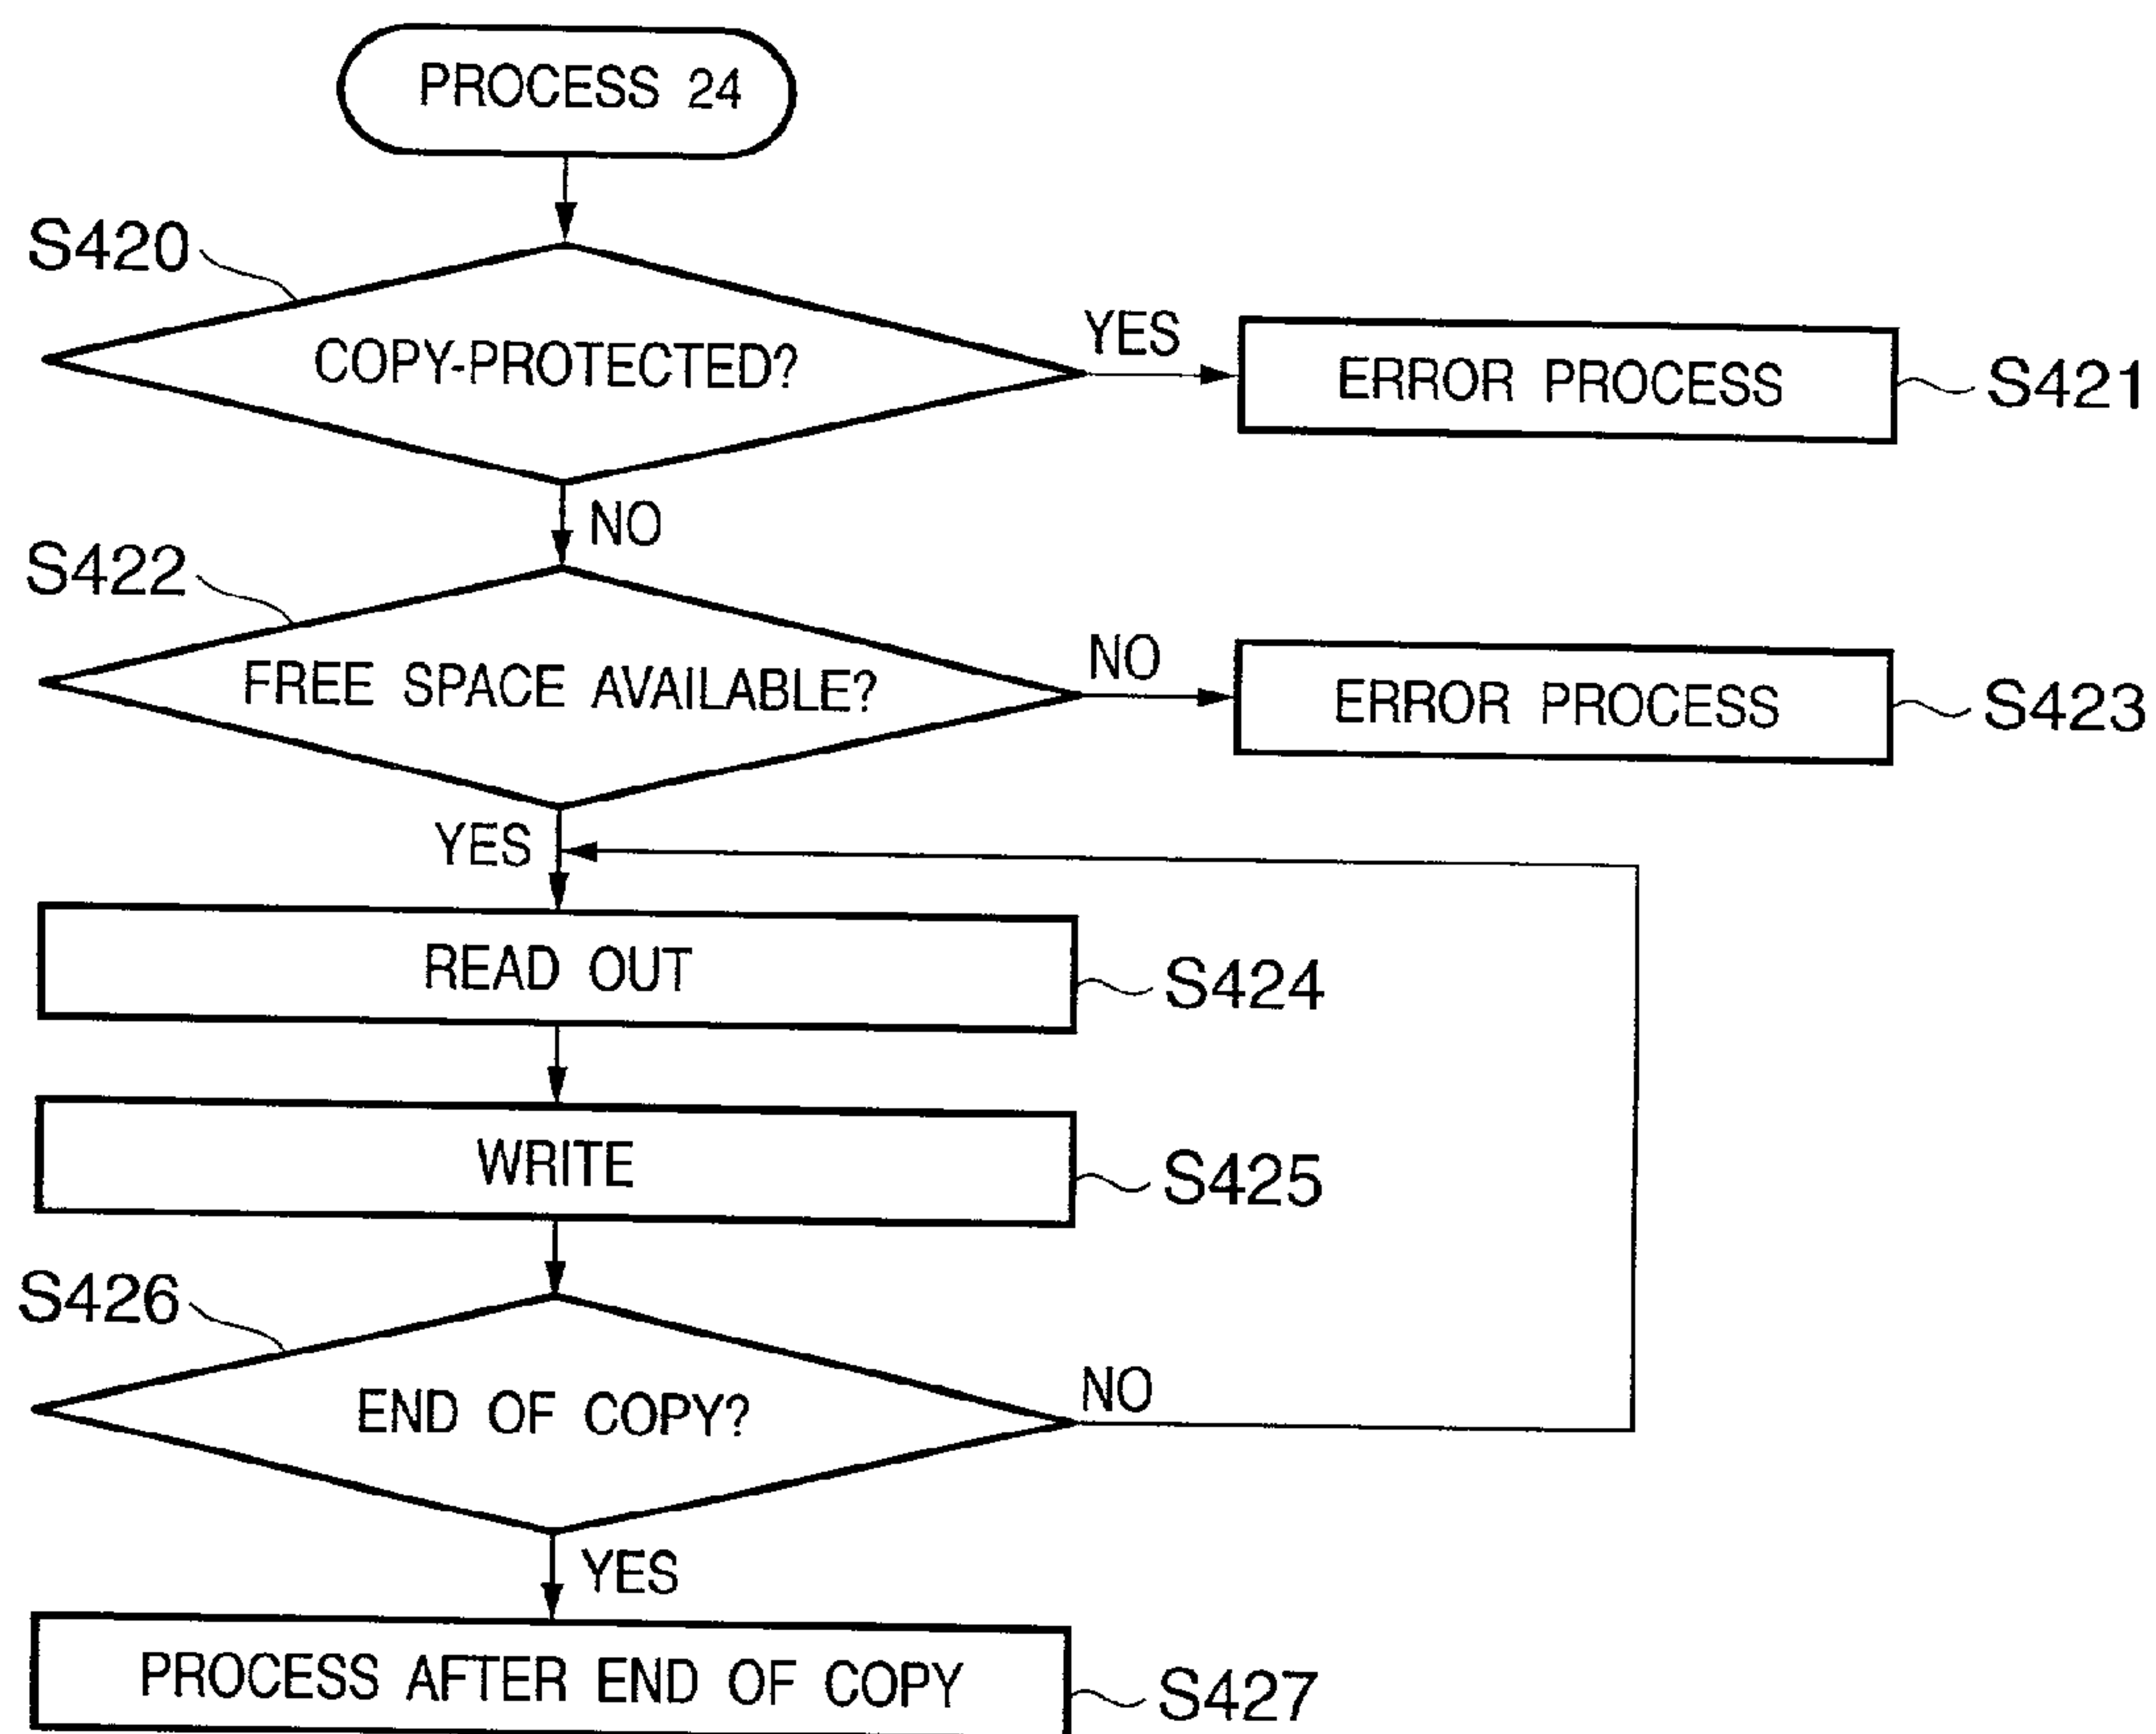 PROCESS 24
S420
COPY-PROTECTED?
YES
ERROR PROCESS
S421
NO
S422
FREE SPACE AVAILABLE?
NO
ERROR PROCESS
S423
YES
READ OUT
S424
WRITE
S425
S426
END OF COPY?
NO
YES
PROCESS AFTER END OF COPY
S427